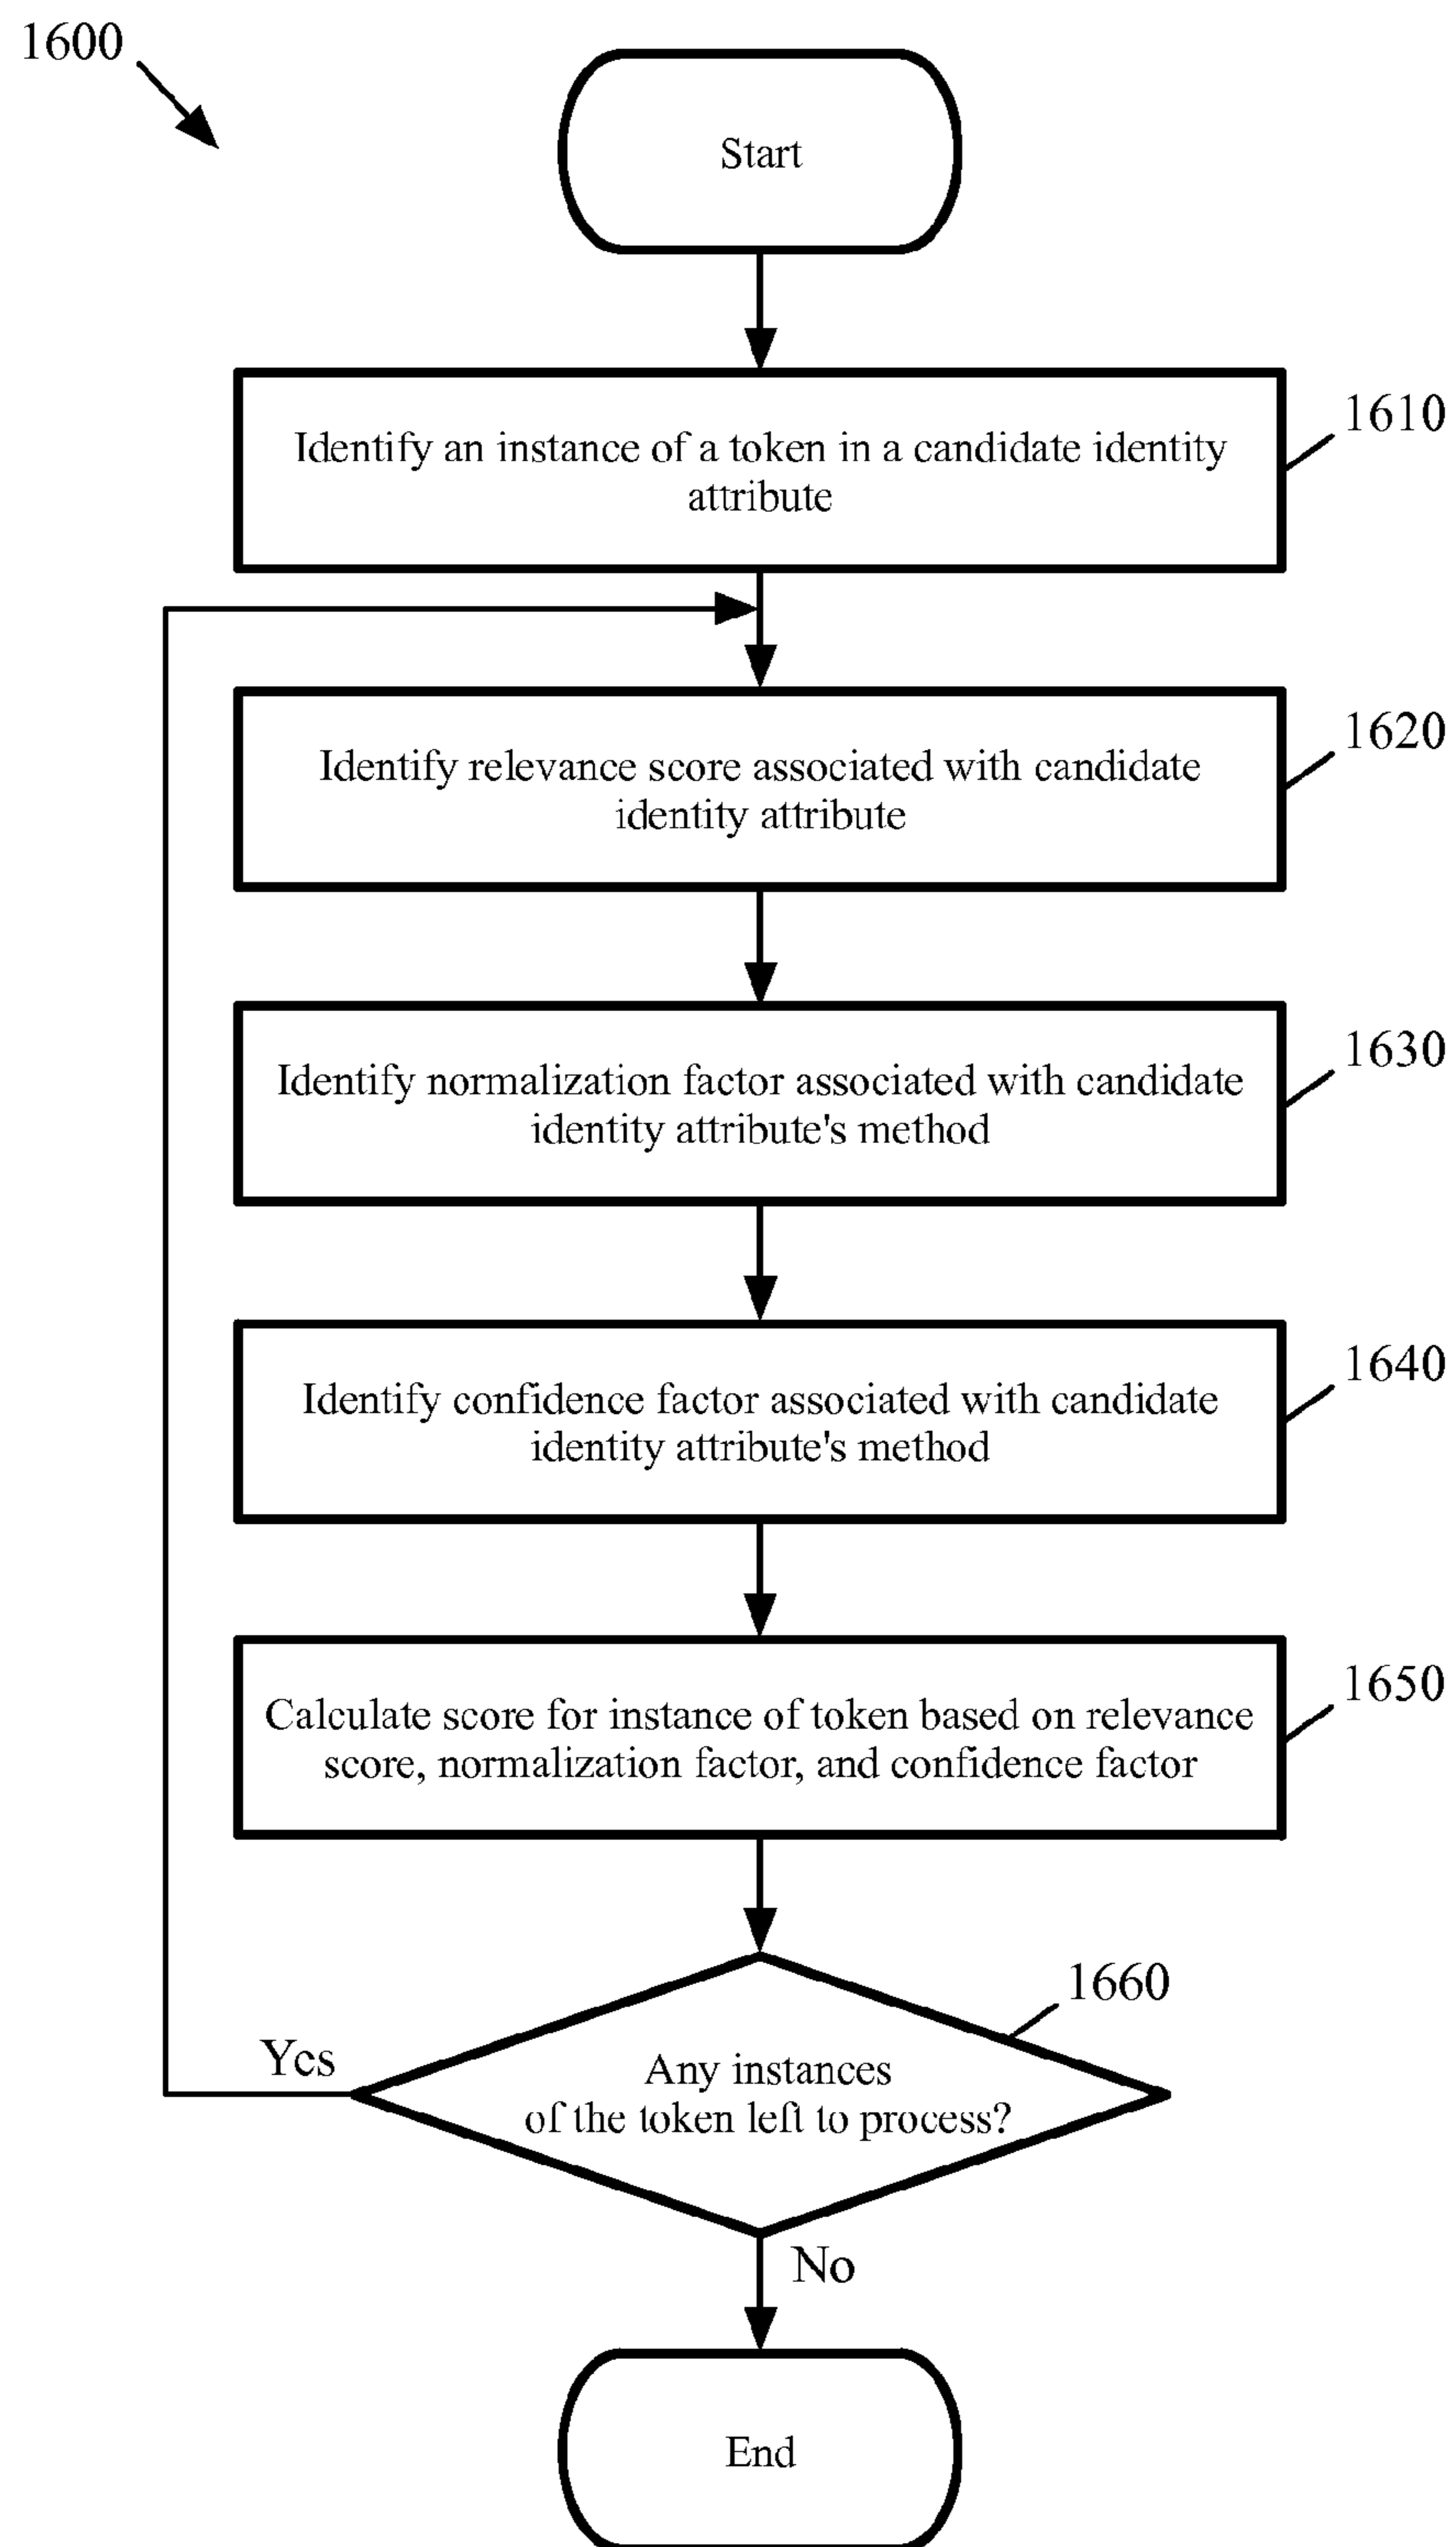 1600
Start
Identify an instance of a token in a candidate identity
attribute
1610
Identify relevance score associated with candidate
identity attribute
1620
Identify normalization factor associated with candidate
identity attribute's method
1630
Identify confidence factor associated with candidate
identity attribute's method
1640
Calculate score for instance of token based on relevance
score, normalization factor, and confidence factor
1650
1660
Yes
Any instances
of the token left to process?
No
End